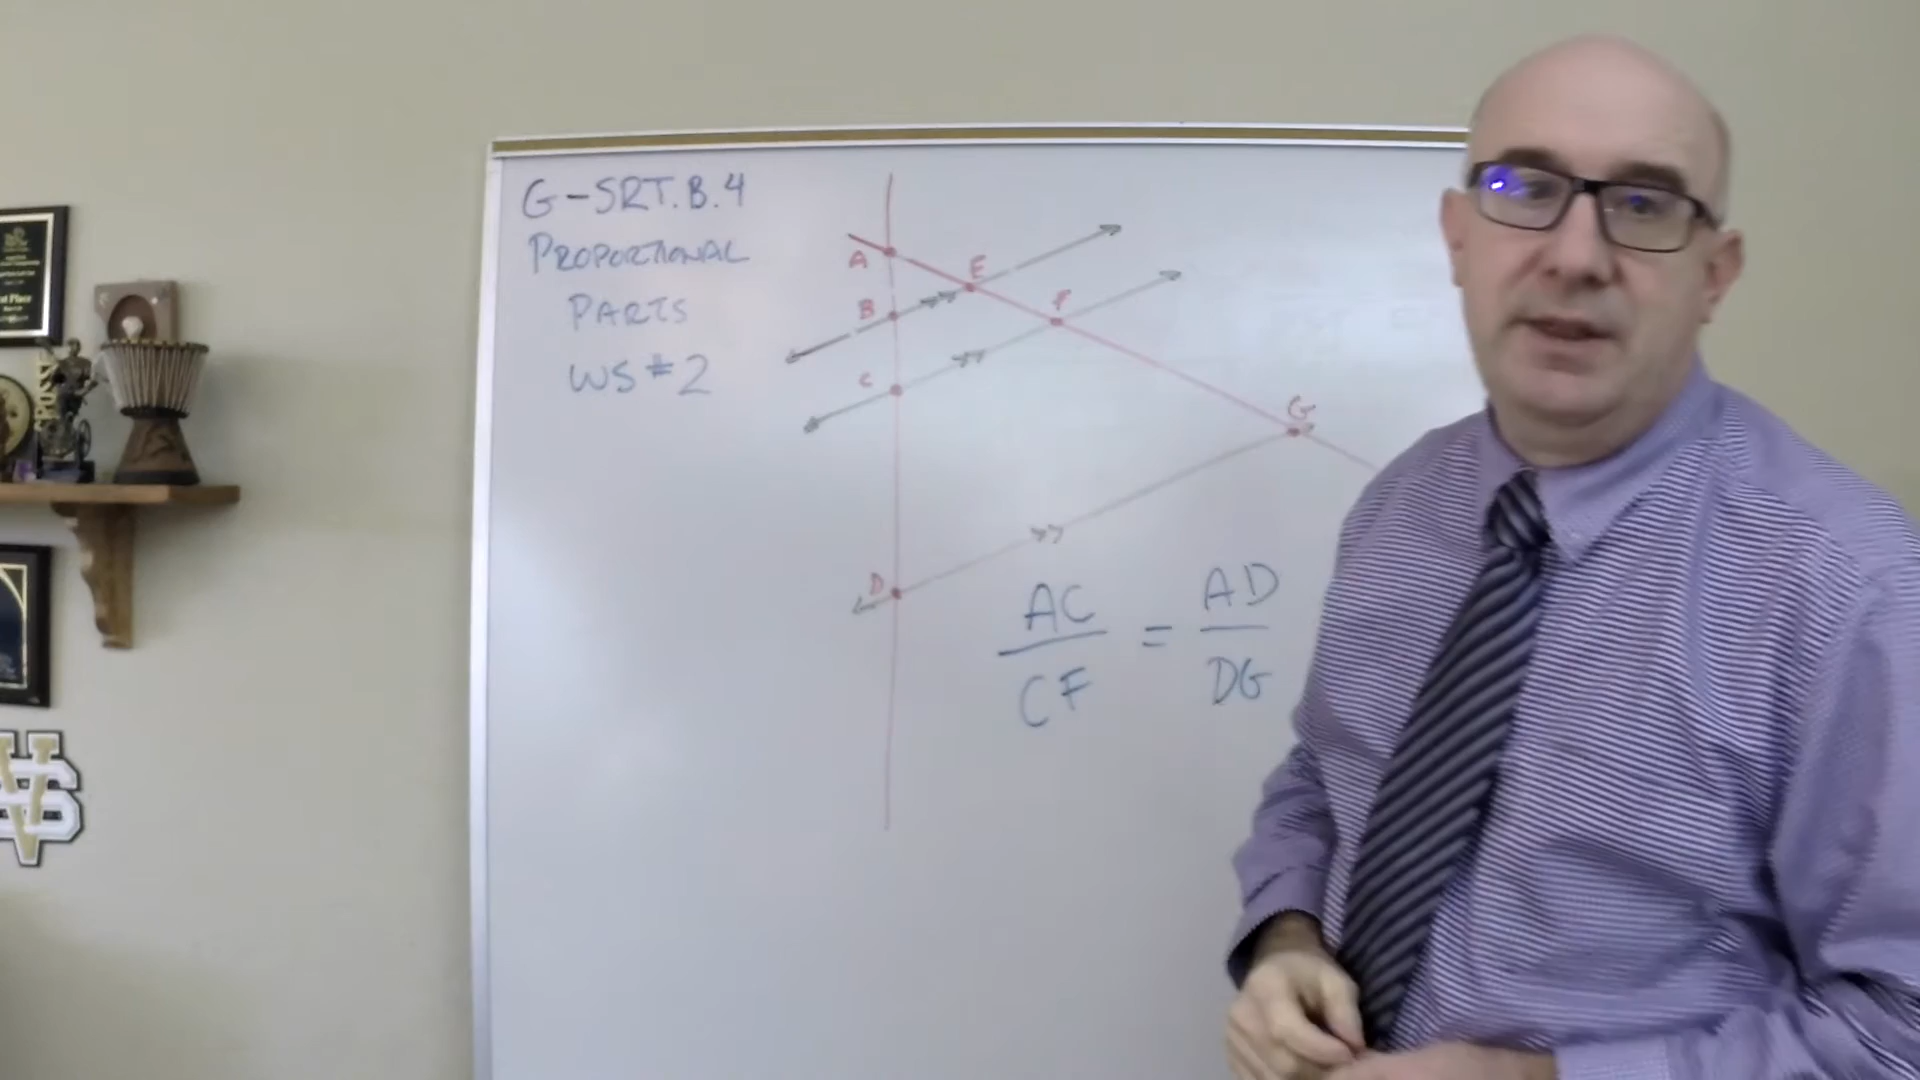 G-SRT.B.4
PROPORTIONAL
PARTS
WS #2
A
E
B
F
C
G
D
AC
CF
=
AD
DG